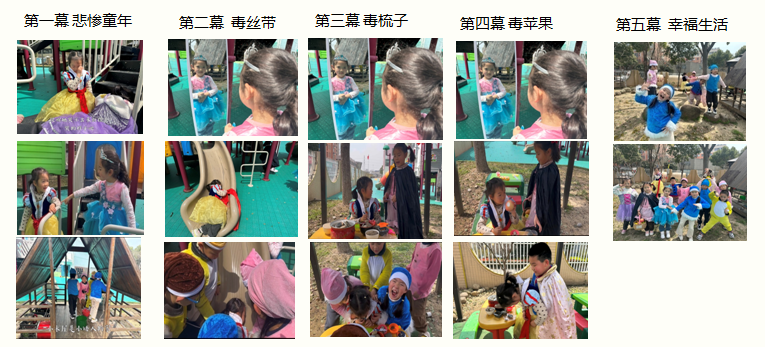 第一幕 悲惨童年
第二幕 毒丝带
第三幕 毒梳子
第四幕 毒苹果
第五幕 幸福生活